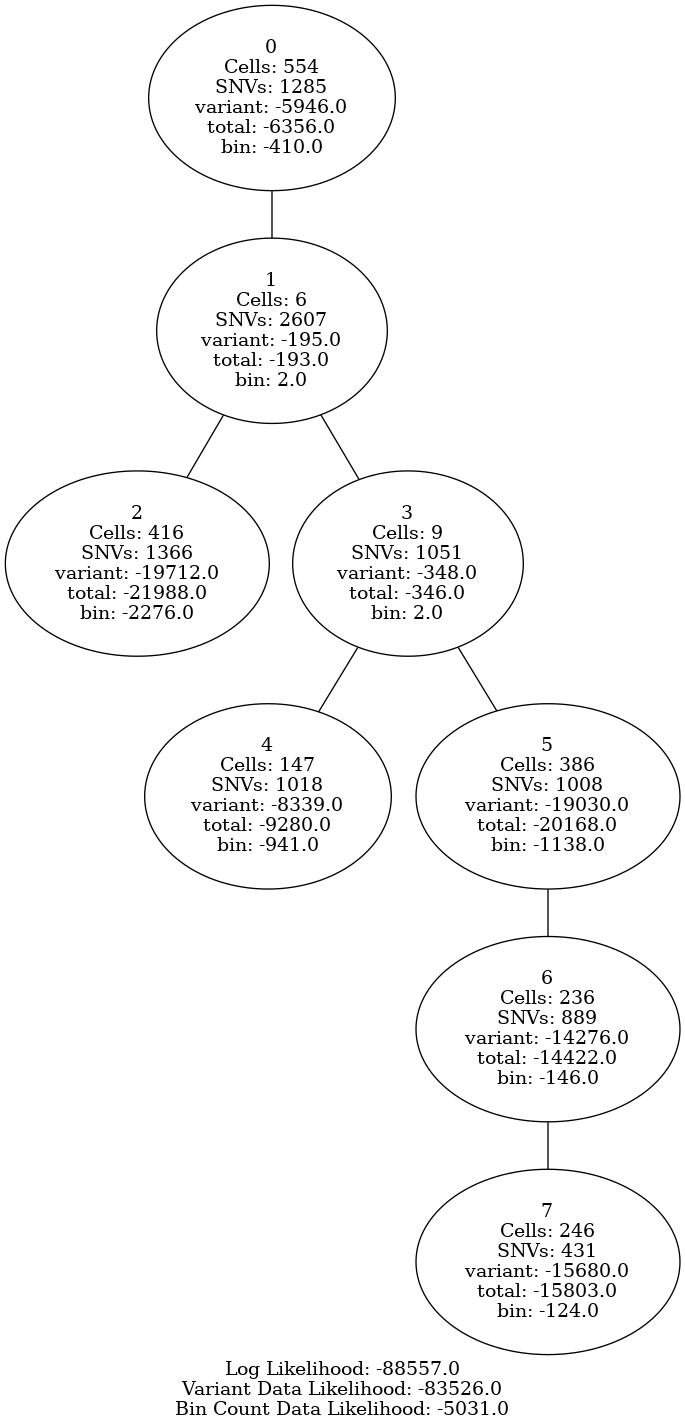 0
Cells: 554
SNVs: 1285
variant: -5946.0
total: -6356.0
bin: -410.0
1
Cells: 6
SNVs: 2607
variant: -195.0
total: -193.0
bin: 2.0
2
Cells: 416
SNVs: 1366
variant: -19712.0
total: -21988.0
bin: -2276.0
3
Cells: 9
SNVs: 1051
variant: -348.0
total: -346.0
bin: 2.0
4
Cells: 147
SNVs: 1018
variant: -8339.0
total: -9280.0
bin: -941.0
5
Cells: 386
SNVs: 1008
variant: -19030.0
total: -20168.0
bin: -1138.0
6
Cells: 236
SNVs: 889
variant: -14276.0
total: -14422.0
bin: -146.0
7
Cells: 246
SNVs: 431
variant: -15680.0
total: -15803.0
bin: -124.0
Log Likelihood: -88557.0
Variant Data Likelihood: -83526.0
Bin Count Data Likelihood: -5031.0